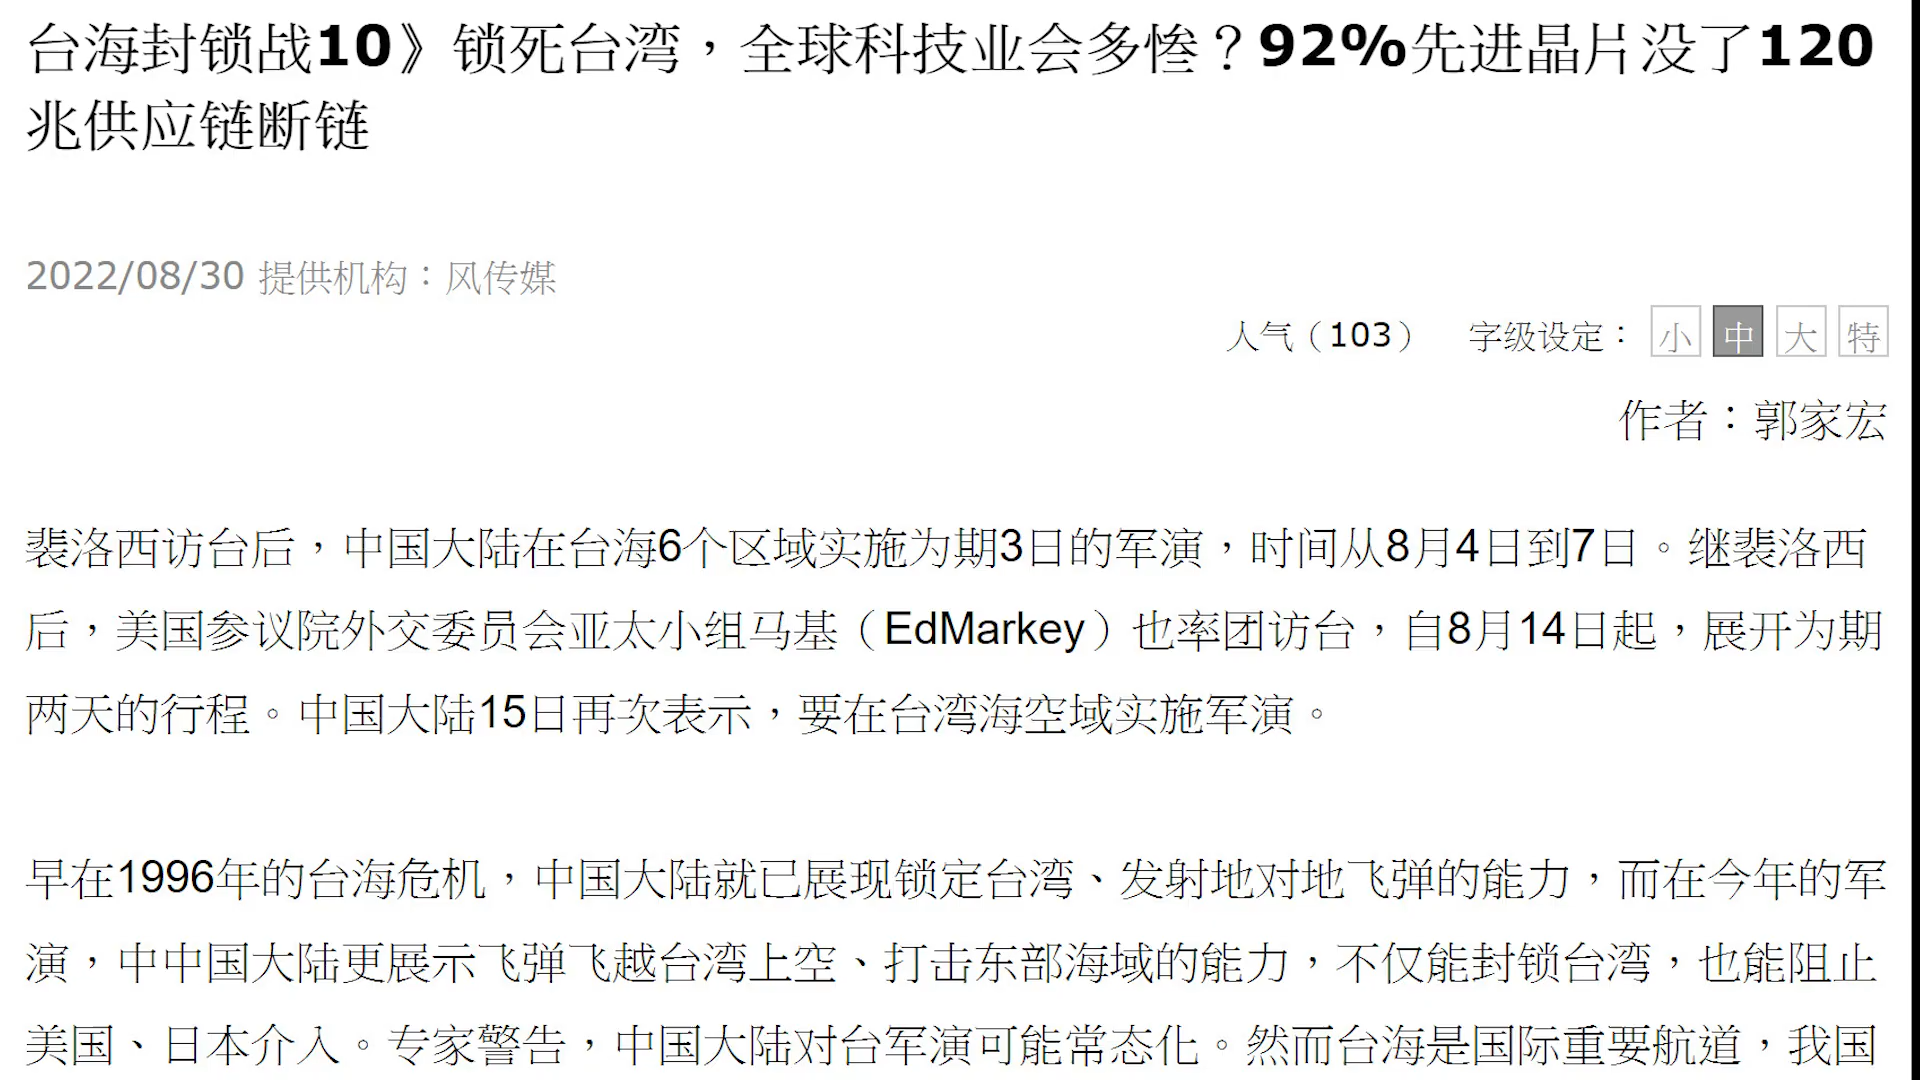 台海封锁战10》锁死台湾，全球科技业会多惨？92%先进晶片没了120
兆供应链断链
2022/08/30 提供机构：风传媒
人气（103） 字级设定： 小 中 大 特
作者：郭家宏
裴洛西访台后，中国大陆在台海6个区域实施为期3日的军演，时间从8月4日到7日。继裴洛西
后，美国参议院外交委员会亚太小组马基（EdMarkey）也率团访台，自8月14日起，展开为期
两天的行程。中国大陆15日再次表示，要在台湾海空域实施军演。
早在1996年的台海危机，中国大陆就已展现锁定台湾、发射地对地飞弹的能力，而在今年的军
演，中中国大陆更展示飞弹飞越台湾上空、打击东部海域的能力，不仅能封锁台湾，也能阻止
美国、日本介入。专家警告，中国大陆对台军演可能常态化。然而台海是国际重要航道，我国